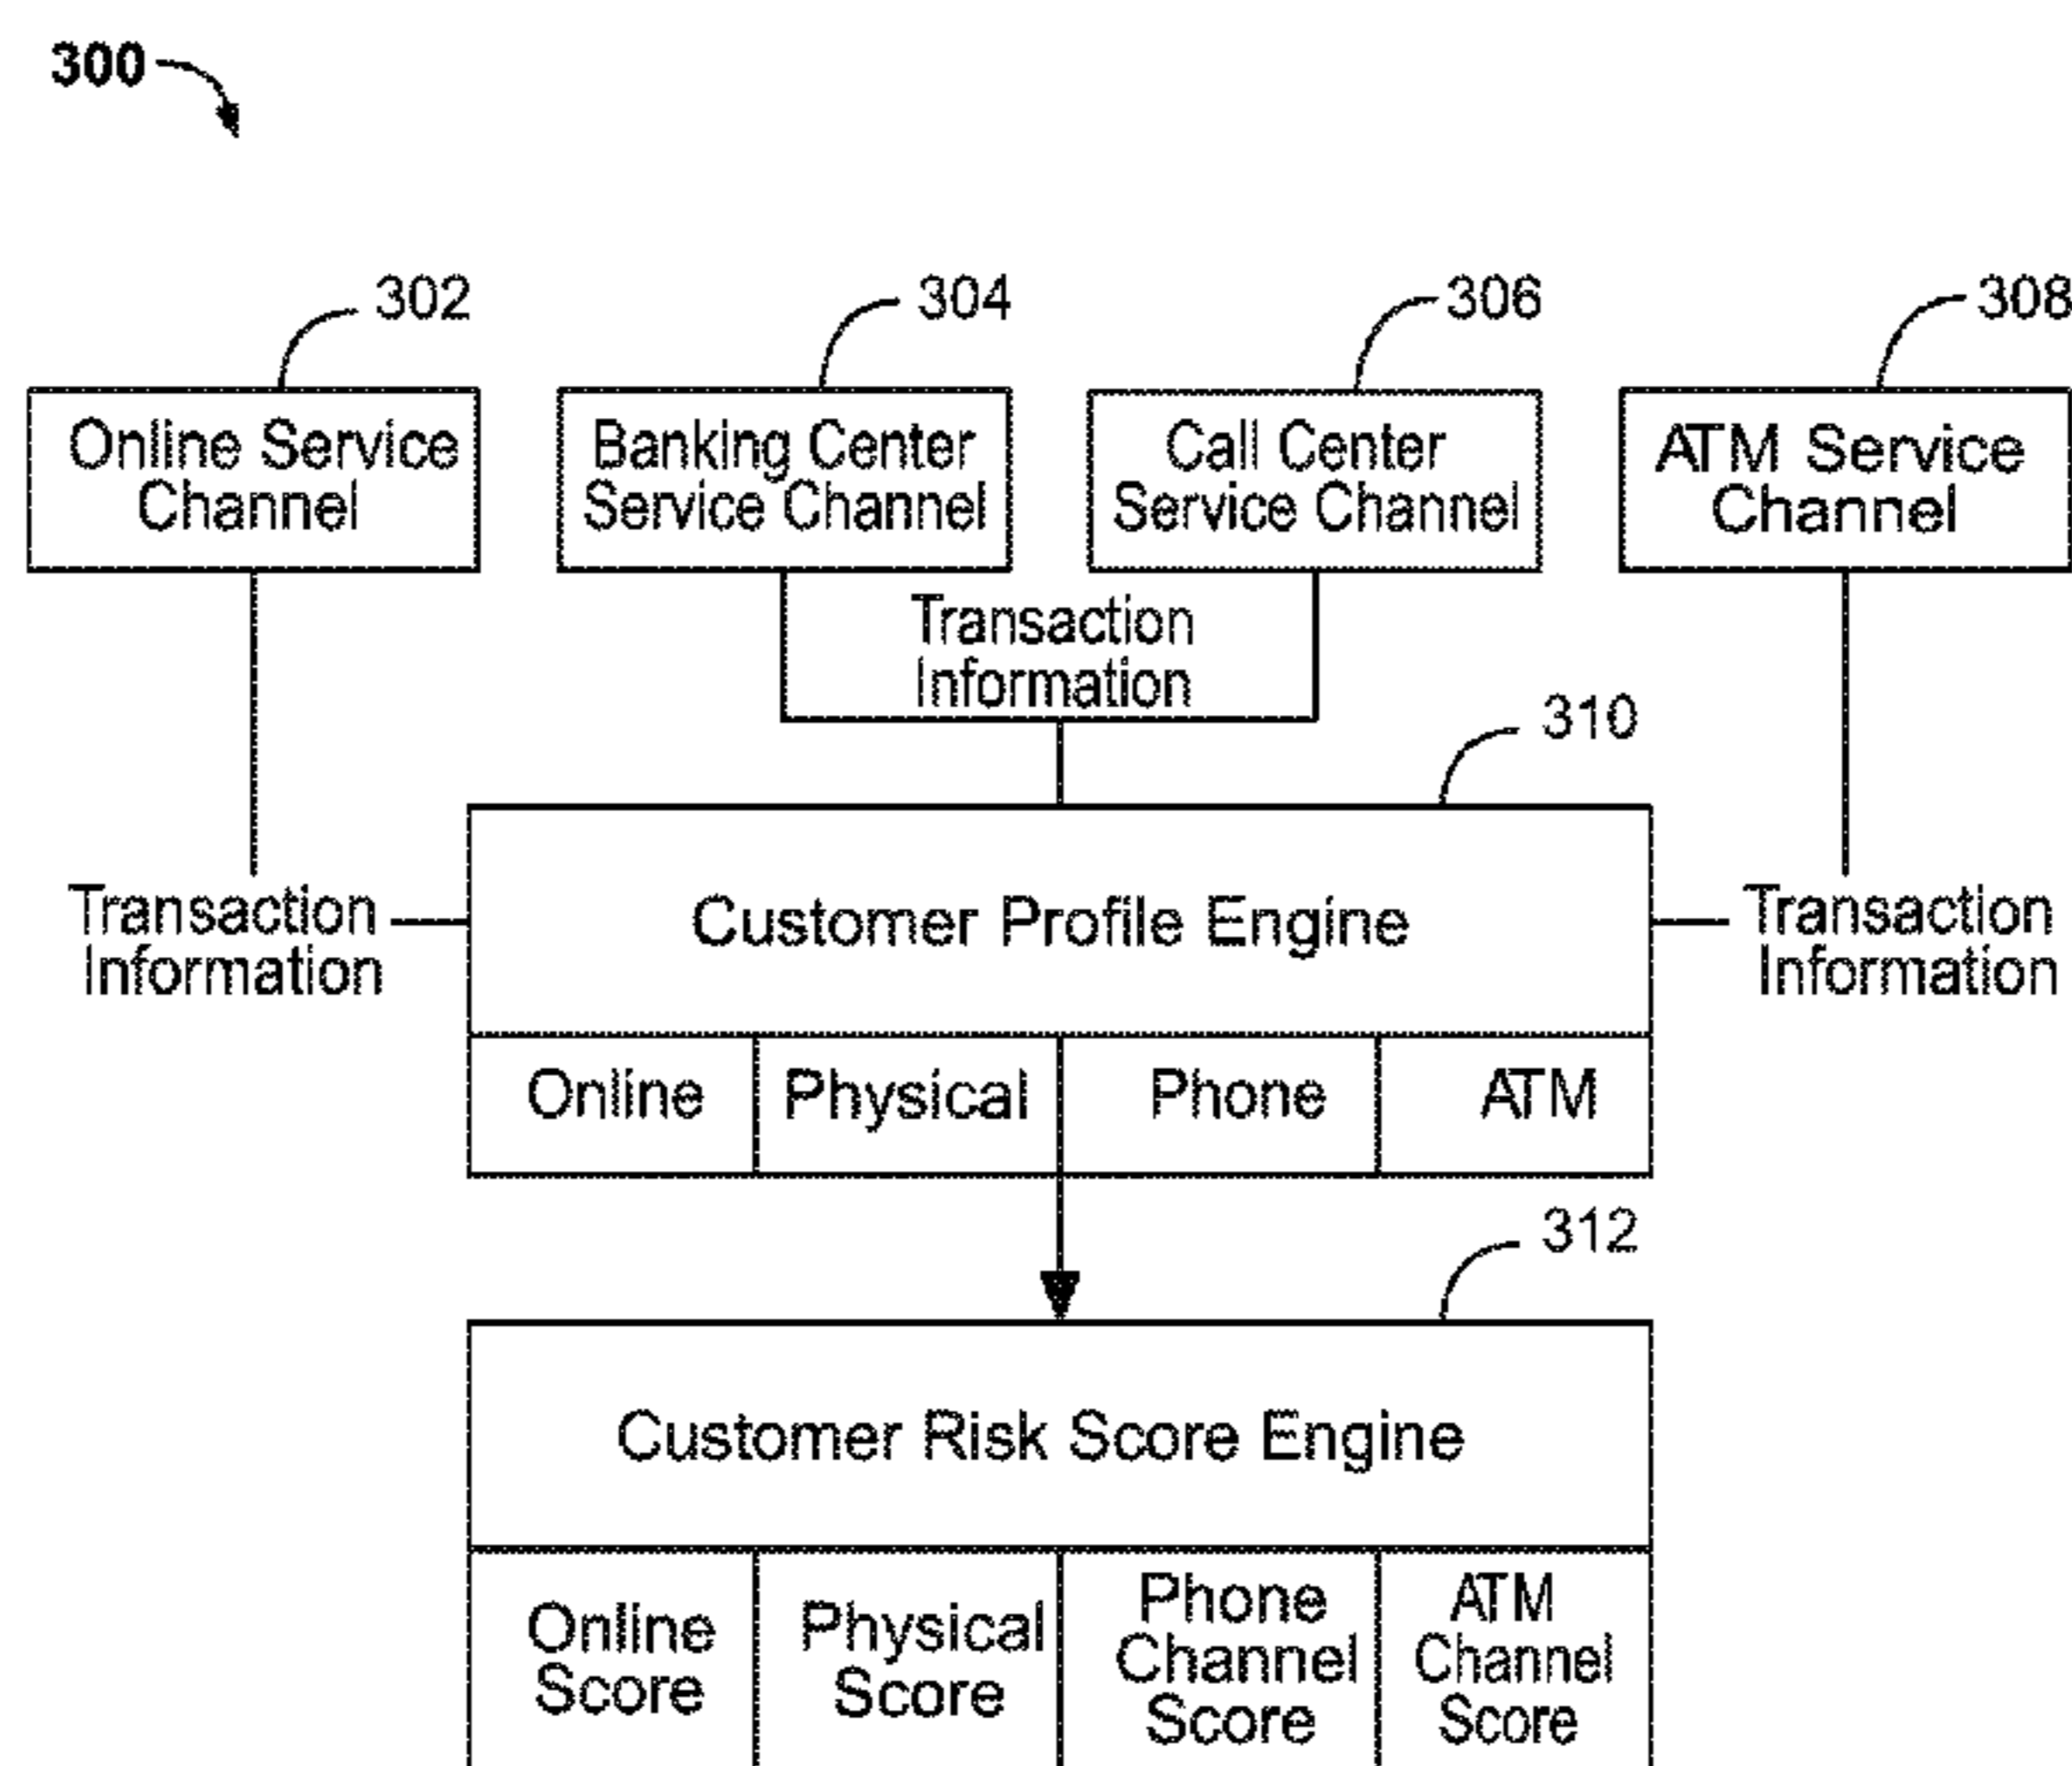 300
302
304
306
308
Online Service
Channel
Banking Center
Service Channel
Call Center
Service Channel
ATM Service
Channel
Transaction
Information
310
Transaction
Information
Customer Profile Engine
Transaction
Information
Online
Physical
Phone
ATM
312
Customer Risk Score Engine
Online
Score
Physical
Score
Phone
Channel
Score
ATM
Channel
Score